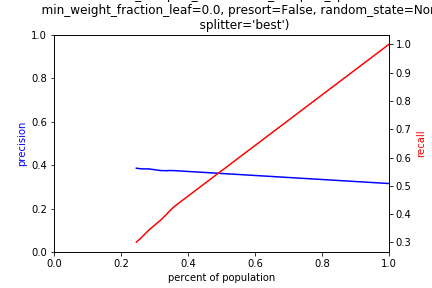 min_weight_fraction_leaf=0.0, presort=False, random_state=Non
splitter='best')
1.0
0.8
0.6
0.4
0.2
0.0
precision
1.0
0.9
0.8
0.7
0.6
0.5
0.4
0.3
recall
0.0 0.2 0.4 0.6 0.8 1.0
percent of population